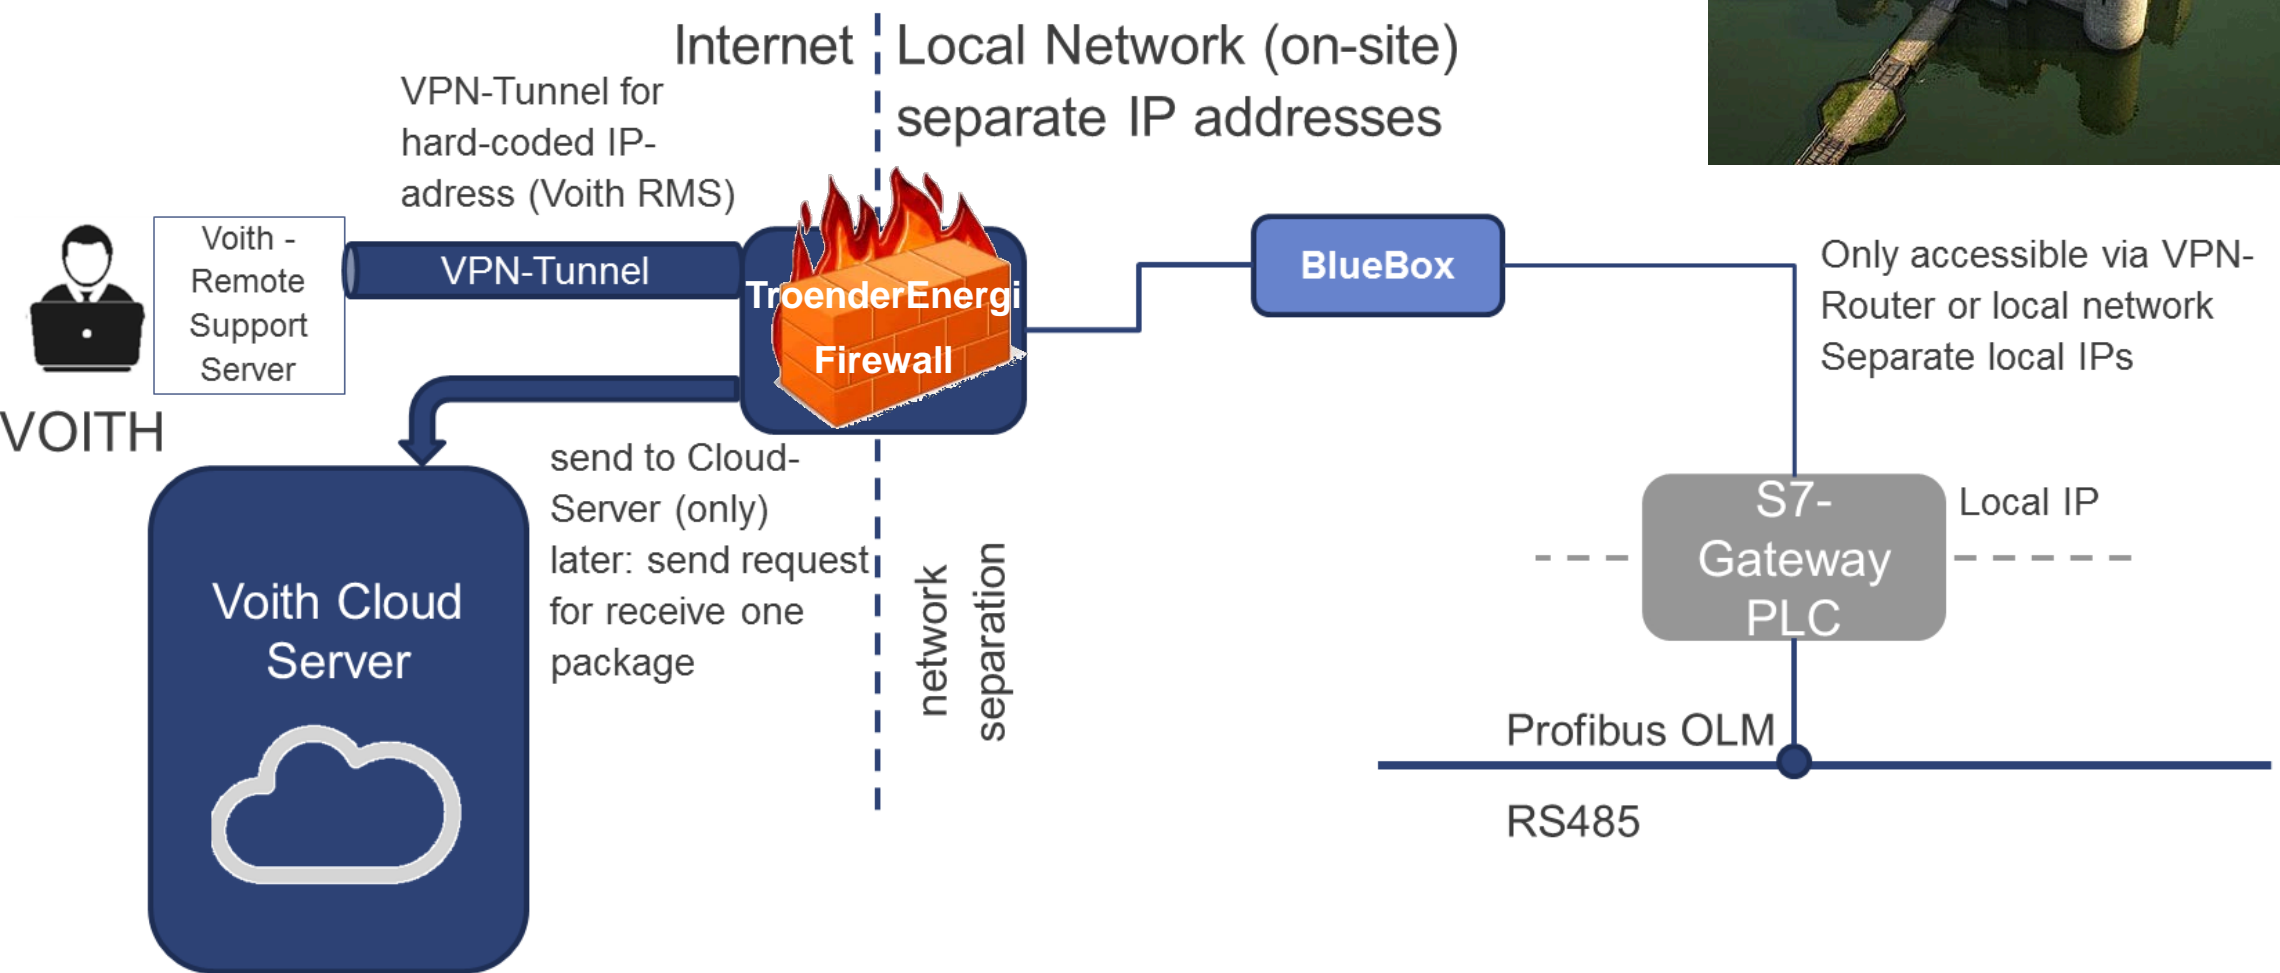 Internet
Local Network (on-site)
separate IP addresses
VPN-Tunnel for
hard-coded IP-
adress (Voith RMS)
Voith -
Remote
Support
Server
VOITH
VPN-Tunnel
TroenderEnergi
Firewall
BlueBox
Only accessible via VPN-
Router or local network
Separate local IPs
send to Cloud-
Server (only)
later: send request
for receive one
package
Voith Cloud
Server
network
separation
S7-
Gateway
PLC
Local IP
Profibus OLM
RS485